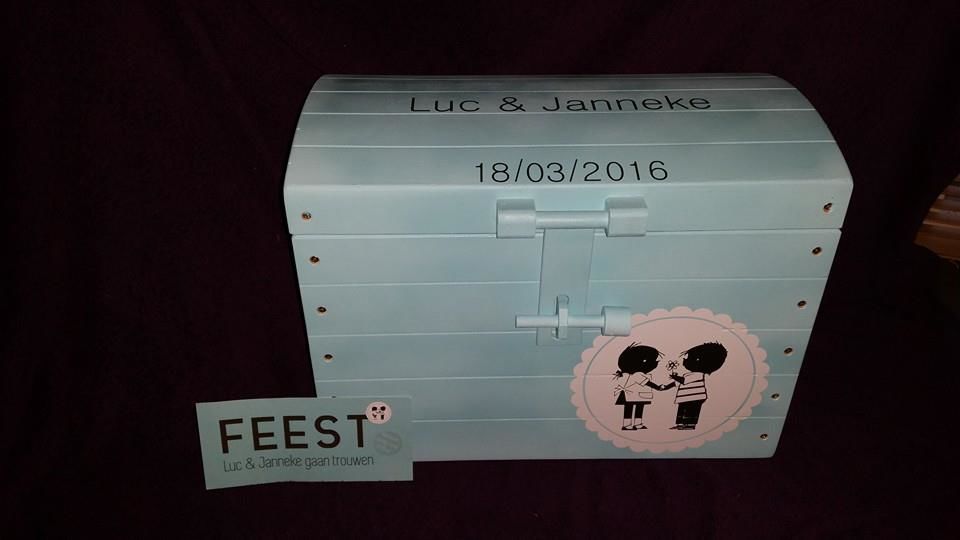 Luc & Janneke
18/03/2016
FEEST
Luc & Janneke gaan trouwen